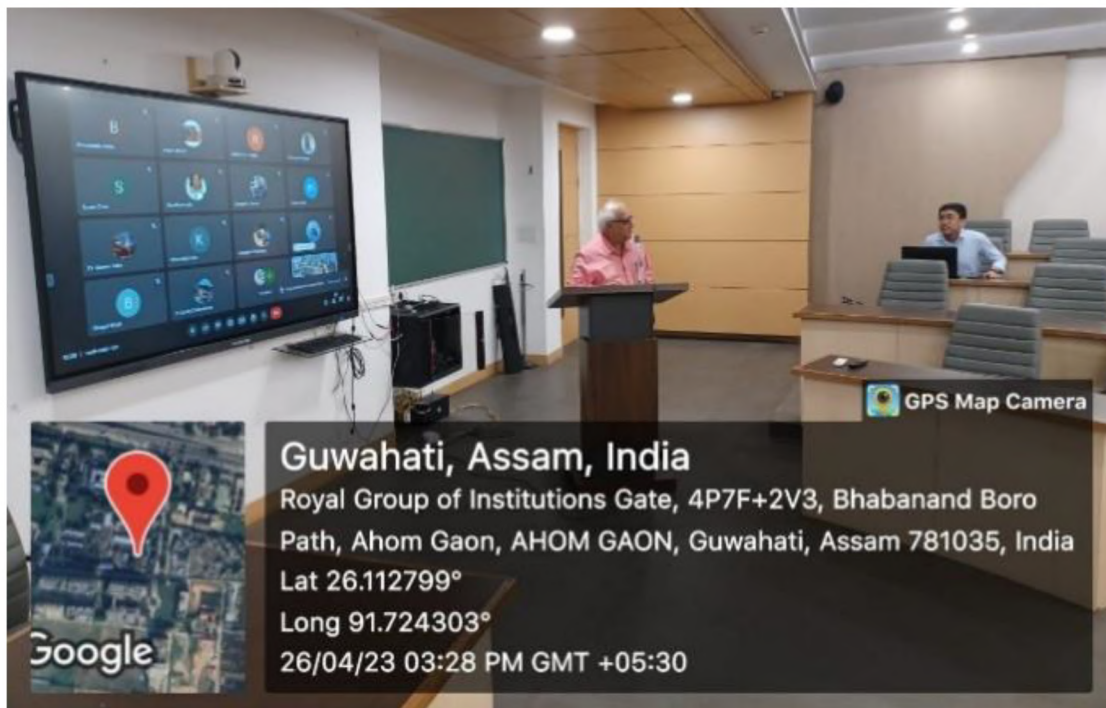 B
S
K
B
GPS Map Camera
Guwahati, Assam, India
Royal Group of Institutions Gate, 4P7F+2V3, Bhabanand Boro
Path, Ahom Gaon, AHOM GAON, Guwahati, Assam 781035, India
Lat 26.112799°
Long 91.724303°
26/04/23 03:28 PM GMT +05:30
Google